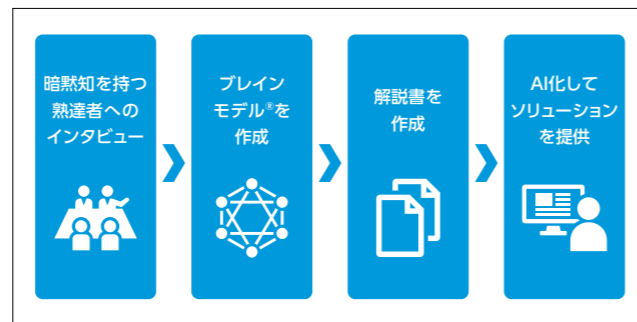 暗黙知を持つ
熟達者への
インタビュー
ブレイン
モデル®を
作成
解説書を
作成
AI化して
ソリューション
を提供